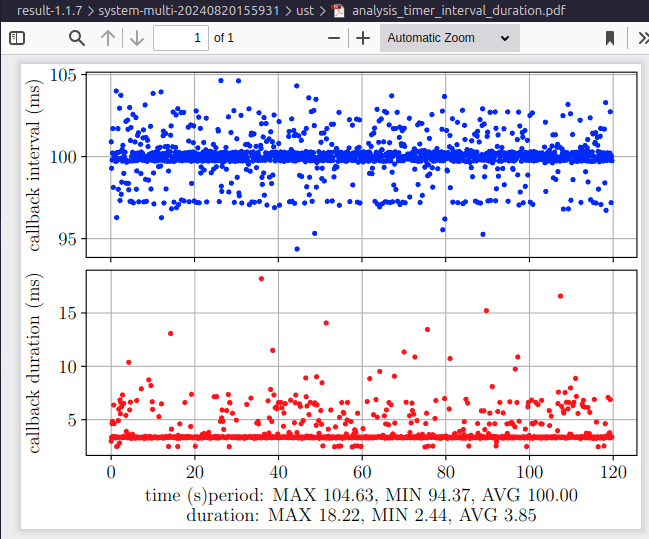 result-1.1.7 › system-multi-20240820155931 › ust › analysis_timer_interval_duration.pdf
1 of 1 Automatic Zoom
callback interval (ms)
105
100
95
callback duration (ms)
15
10
5
0 20 40 60 80 100 120
time (s)period: MAX 104.63, MIN 94.37, AVG 100.00
duration: MAX 18.22, MIN 2.44, AVG 3.85